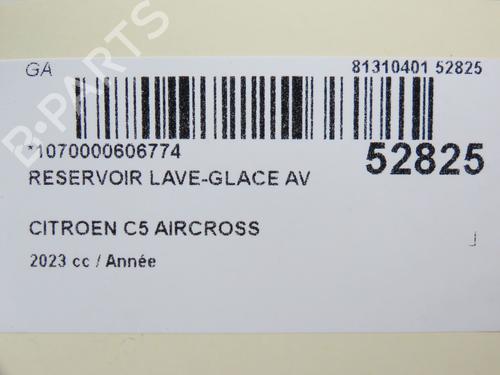 GA
81310401 52825
*1070000606774
52825
RESERVOIR LAVE-GLACE AV
CITROEN C5 AIRCROSS
J
2023 cc / Année
B-PARTS